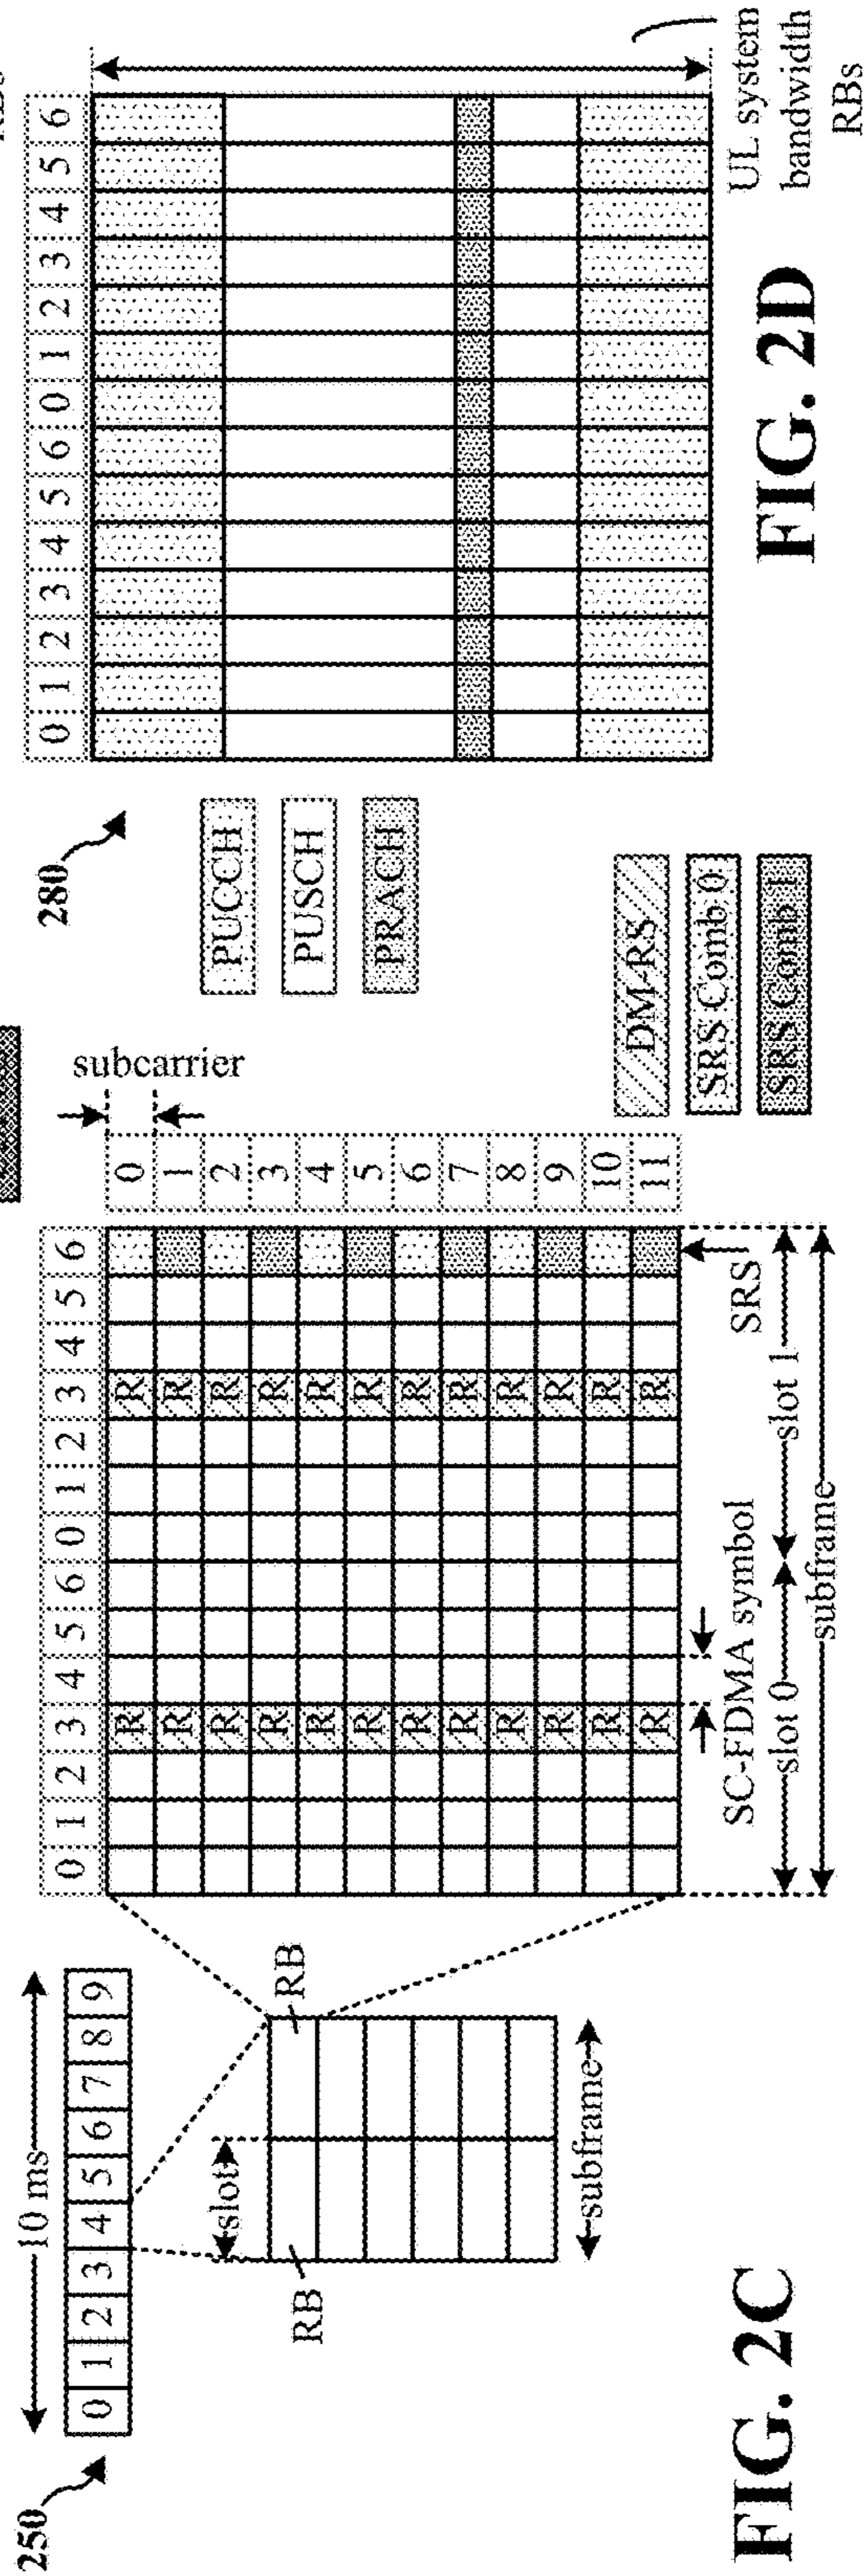 250
10 ms
0 1 2 3 4 5 6 7 8 9
slot
RB
RB
subframe
FIG. 2C
0 1 2 3 4 5 6 0 1 2 3 4 5 6
subcarrier
R R 0
R R 1
R R 2
R R 3
R R 4
R R 5
R R 6
R R 7
R R 8
R R 9
R R 10
R R 11
SC-FDMA symbol
SRS
slot 0
slot 1
subframe
DM-RS
SRS Comb 0
SRS Comb 1
280
PUCCH
PUSCH
PRACH
0 1 2 3 4 5 6 0 1 2 3 4 5 6
UL system
bandwidth
RBs
FIG. 2D